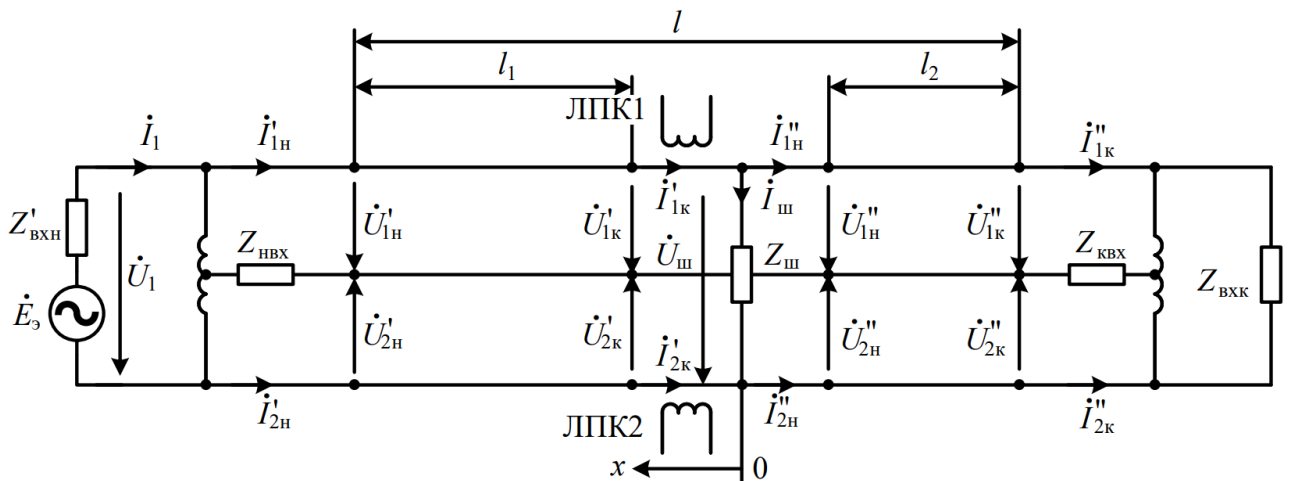 l
l₁
l₂
ЛПК1
İ₁
İ'₁н
İ''₁н
İ''₁к
İ'₁к
İш
Z'вхн
Zнвх
U̇'₁н
U̇'₁к
U̇ш
Zш
U̇''₁н
U̇''₁к
Zквх
Zвхк
U̇₁
Ėэ
U̇'₂н
U̇'₂к
U̇''₂н
U̇''₂к
İ'₂к
İ'₂н
ЛПК2
İ''₂н
İ''₂к
x
0